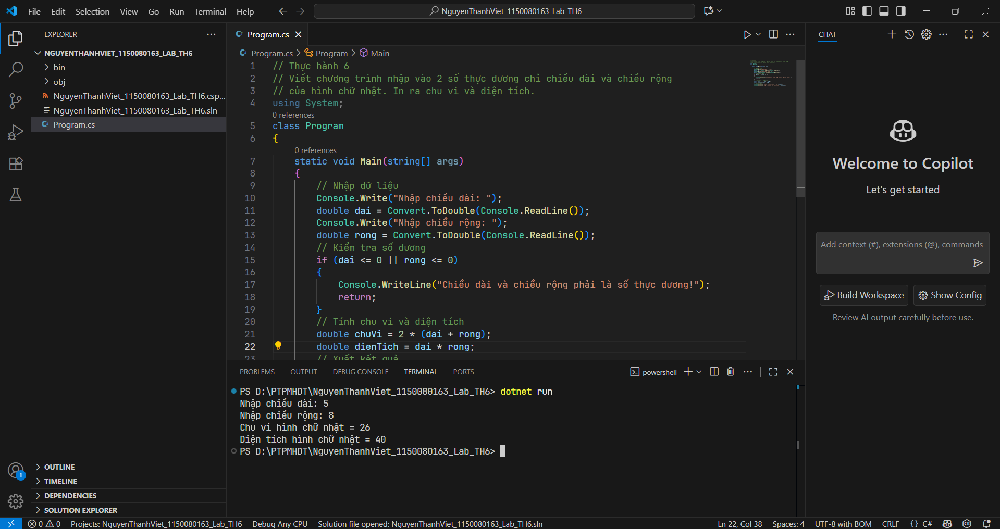 File Edit Selection View Go Run Terminal Help
NguyenThanhViet_1150080163_Lab_TH6
EXPLORER
NGUYENTHANHVIET_1150080163_LAB_TH6
bin
obj
NguyenThanhViet_1150080163_Lab_TH6.csp...
NguyenThanhViet_1150080163_Lab_TH6.sln
C# Program.cs
OUTLINE
TIMELINE
DEPENDENCIES
SOLUTION EXPLORER
1
C# Program.cs
C# Program.cs > Program > Main
1 // Thực hành 6
2 // Viết chương trình nhập vào 2 số thực dương chỉ chiều dài và chiều rộng
3 // của hình chữ nhật. In ra chu vi và diện tích.
4 using System;
0 references
5 class Program
6 {
0 references
7 static void Main(string[] args)
8 {
9 // Nhập dữ liệu
10 Console.Write("Nhập chiều dài: ");
11 double dai = Convert.ToDouble(Console.ReadLine());
12 Console.Write("Nhập chiều rộng: ");
13 double rong = Convert.ToDouble(Console.ReadLine());
14 // Kiểm tra số dương
15 if (dai <= 0 || rong <= 0)
16 {
17 Console.WriteLine("Chiều dài và chiều rộng phải là số thực dương!");
18 return;
19 }
20 // Tính chu vi và diện tích
21 double chuVi = 2 * (dai + rong);
22 double dienTich = dai * rong;
23 // Xuất kết quả
PROBLEMS OUTPUT DEBUG CONSOLE TERMINAL PORTS
powershell
PS D:\PTPMHDT\NguyenThanhViet_1150080163_Lab_TH6> dotnet run
Nhập chiều dài: 5
Nhập chiều rộng: 8
Chu vi hình chữ nhật = 26
Diện tích hình chữ nhật = 40
PS D:\PTPMHDT\NguyenThanhViet_1150080163_Lab_TH6>
CHAT
Welcome to Copilot
Let's get started
Add context (#), extensions (@), commands
Build Workspace
Show Config
Review AI output carefully before use.
0 0 Projects: NguyenThanhViet_1150080163_Lab_TH6 Debug Any CPU Solution file opened: NguyenThanhViet_1150080163_Lab_TH6.sln Ln 22, Col 38 Spaces: 4 UTF-8 with BOM CRLF {} C#